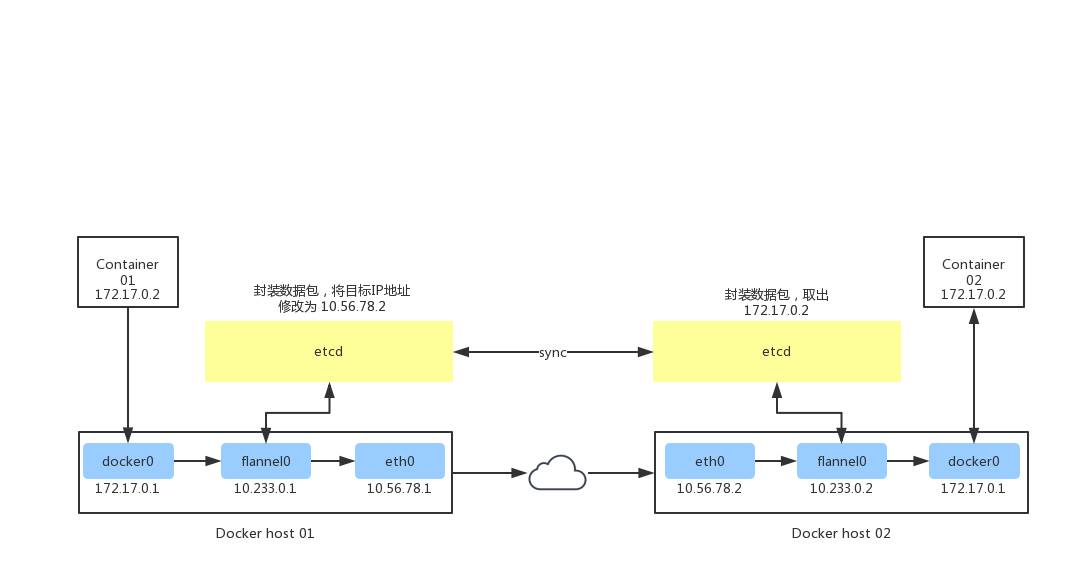 Container
01
172.17.0.2
Container
02
172.17.0.2
封装数据包，将目标IP地址
修改为 10.56.78.2
封装数据包，取出
172.17.0.2
etcd
sync
etcd
docker0
flannel0
eth0
172.17.0.1
10.233.0.1
10.56.78.1
eth0
flannel0
docker0
10.56.78.2
10.233.0.2
172.17.0.1
Docker host 01
Docker host 02